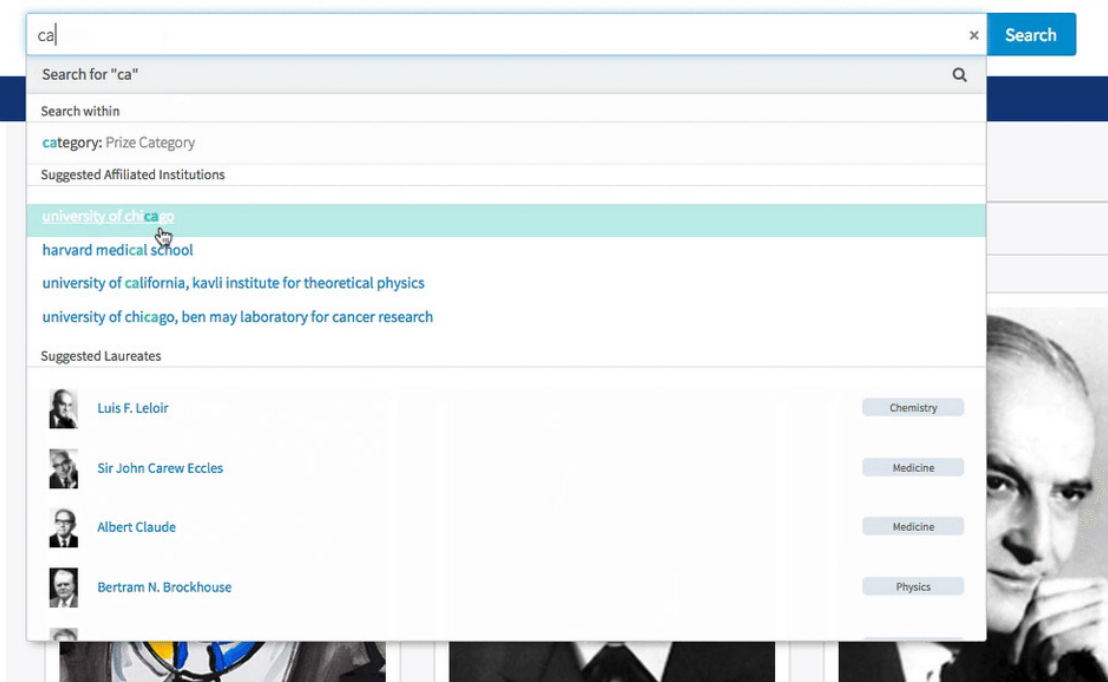 ca ×
Search
Search for "ca"
Search within
category: Prize Category
Suggested Affiliated Institutions
university of chicago
harvard medical school
university of california, kavli institute for theoretical physics
university of chicago, ben may laboratory for cancer research
Suggested Laureates
Luis F. Leloir Chemistry
Sir John Carew Eccles Medicine
Albert Claude Medicine
Bertram N. Brockhouse Physics